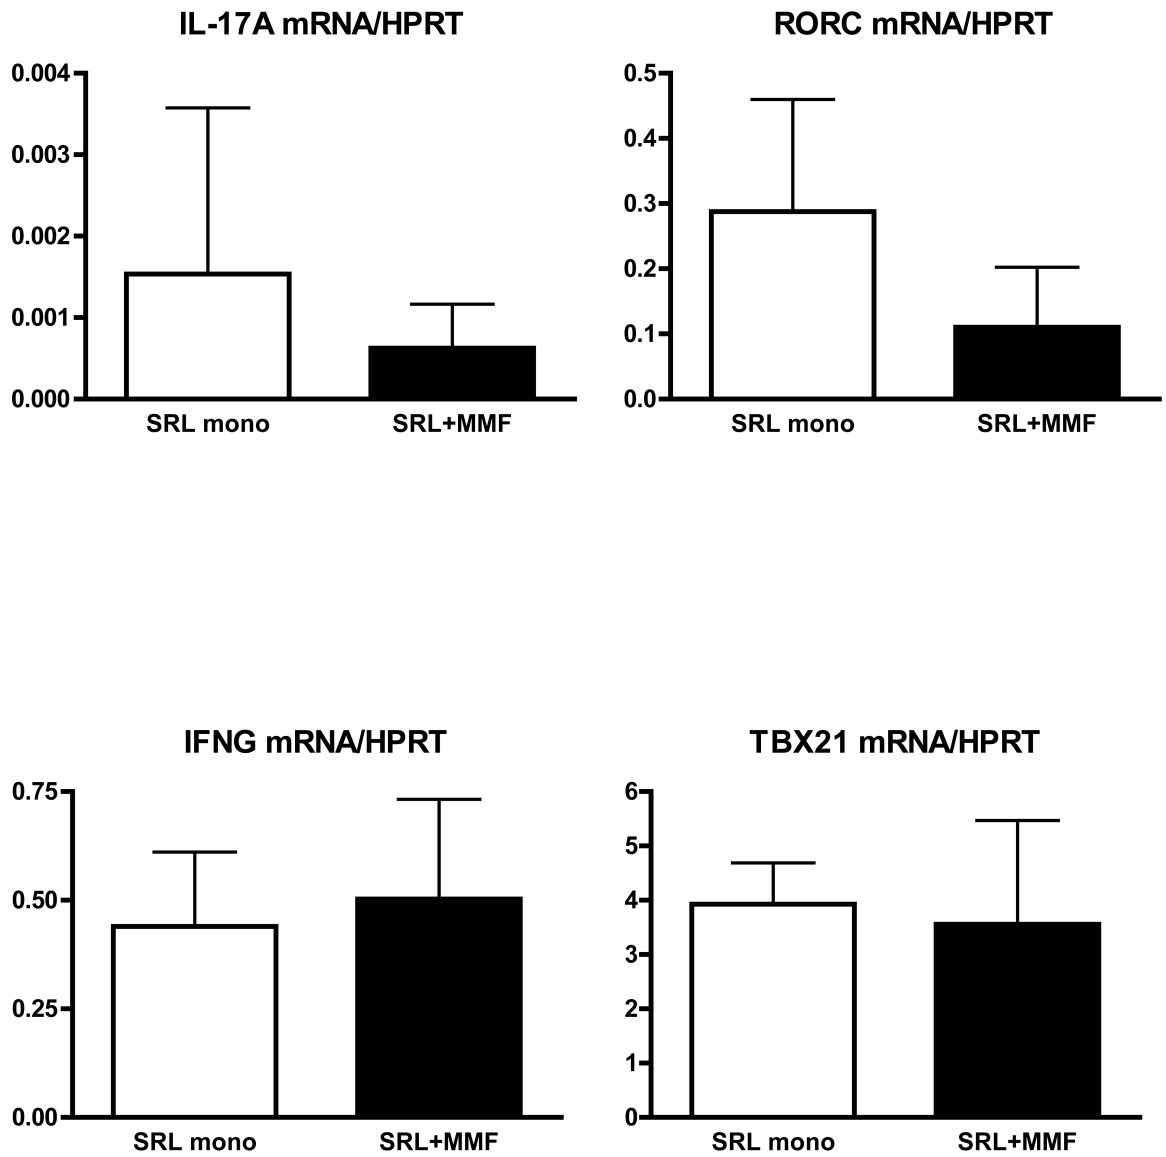 IL-17A mRNA/HPRT
0.004
0.003
0.002
0.001
0.000
SRL mono
SRL+MMF
RORC mRNA/HPRT
0.5
0.4
0.3
0.2
0.1
0.0
SRL mono
SRL+MMF
IFNG mRNA/HPRT
0.75
0.50
0.25
0.00
SRL mono
SRL+MMF
TBX21 mRNA/HPRT
6
5
4
3
2
1
0
SRL mono
SRL+MMF